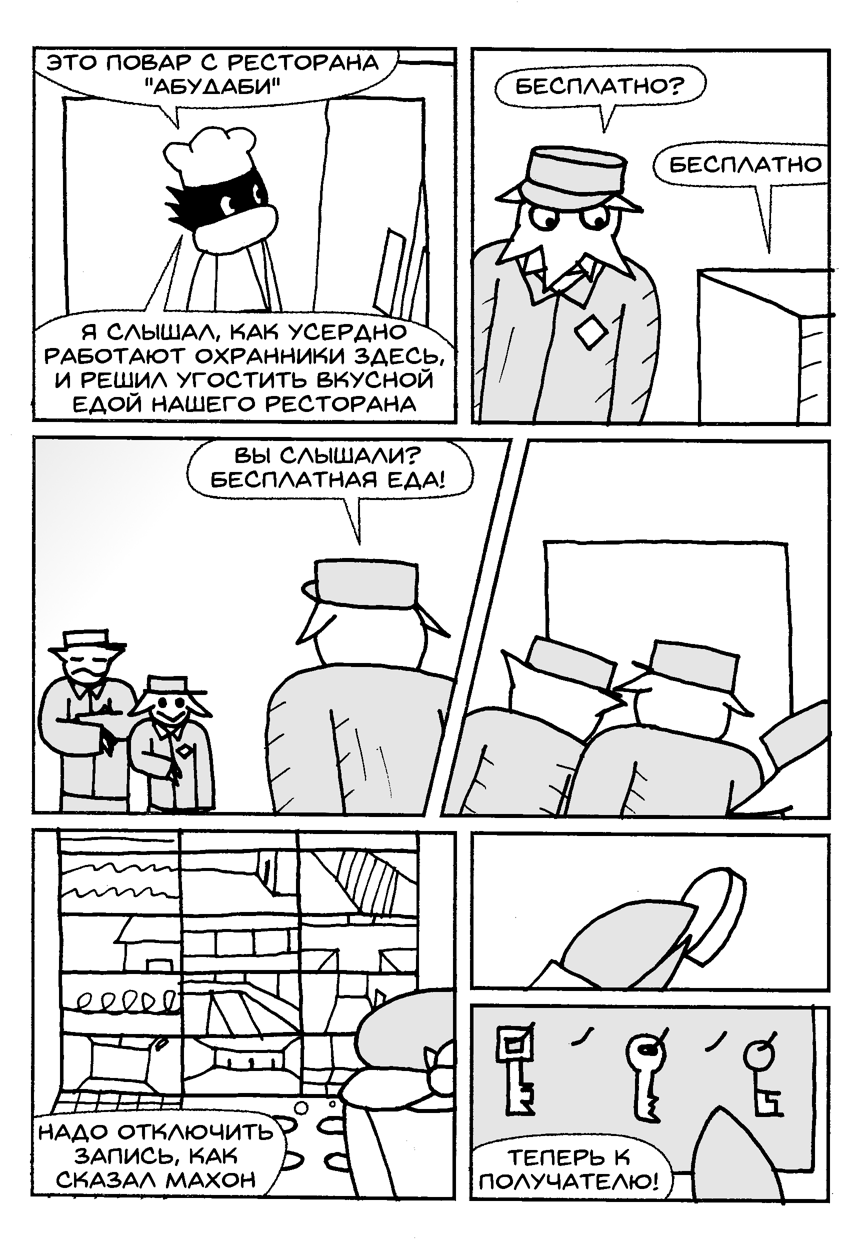 ЭТО ПОВАР С РЕСТОРАНА
"АБУДАБИ"
Я СЛЫШАЛ, КАК УСЕРДНО
РАБОТАЮТ ОХРАННИКИ ЗДЕСЬ,
И РЕШИЛ УГОСТИТЬ ВКУСНОЙ
ЕДОЙ НАШЕГО РЕСТОРАНА
БЕСПЛАТНО?
БЕСПЛАТНО
ВЫ СЛЫШАЛИ?
БЕСПЛАТНАЯ ЕДА!
НАДО ОТКЛЮЧИТЬ
ЗАПИСЬ, КАК
СКАЗАЛ МАХОН
ТЕПЕРЬ К
ПОЛУЧАТЕЛЮ!